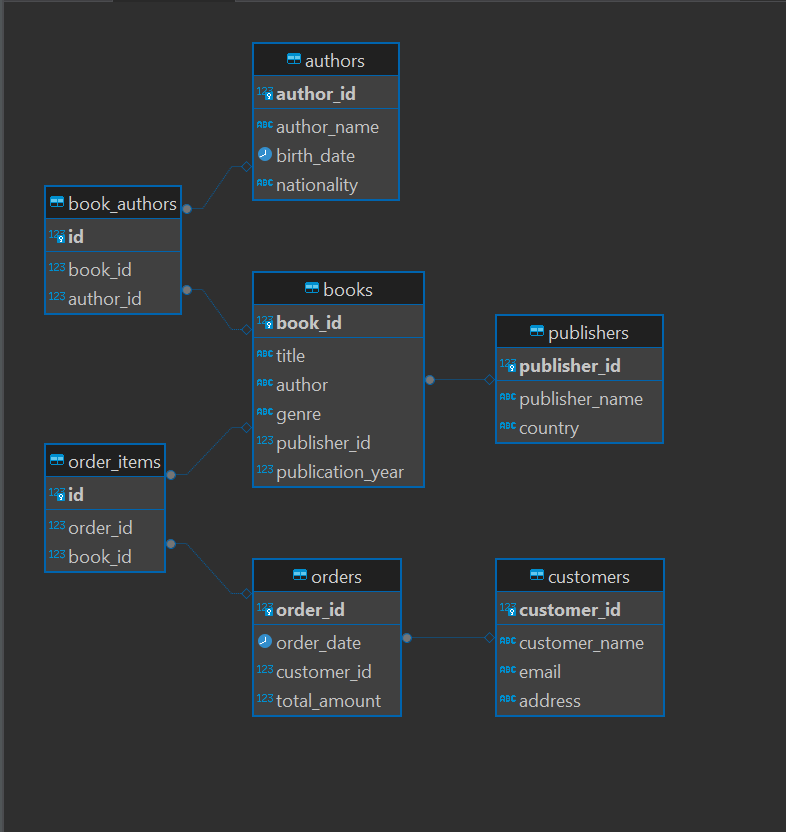 authors
123 author_id
ABC author_name
birth_date
ABC nationality
book_authors
123 id
123 book_id
123 author_id
books
123 book_id
ABC title
ABC author
ABC genre
123 publisher_id
123 publication_year
publishers
123 publisher_id
ABC publisher_name
ABC country
order_items
123 id
123 order_id
123 book_id
orders
123 order_id
order_date
123 customer_id
123 total_amount
customers
123 customer_id
ABC customer_name
ABC email
ABC address